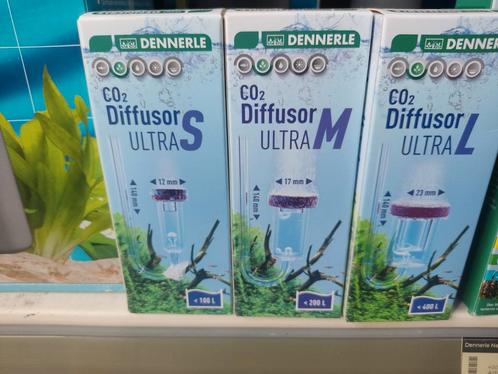 DENNERLE
CO2
Diffusor
ULTRA S
12 mm
140 mm
< 100 L
DENNERLE
CO2
Diffusor
ULTRA M
17 mm
140 mm
< 200 L
DENNERLE
CO2
Diffusor
ULTRA L
23 mm
140 mm
< 400 L
Dennerle